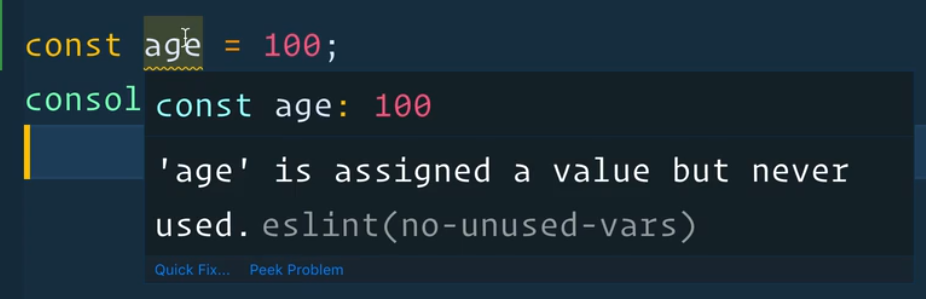 const age = 100;
consol
const age: 100
'age' is assigned a value but never
used. eslint(no-unused-vars)
Quick Fix... Peek Problem